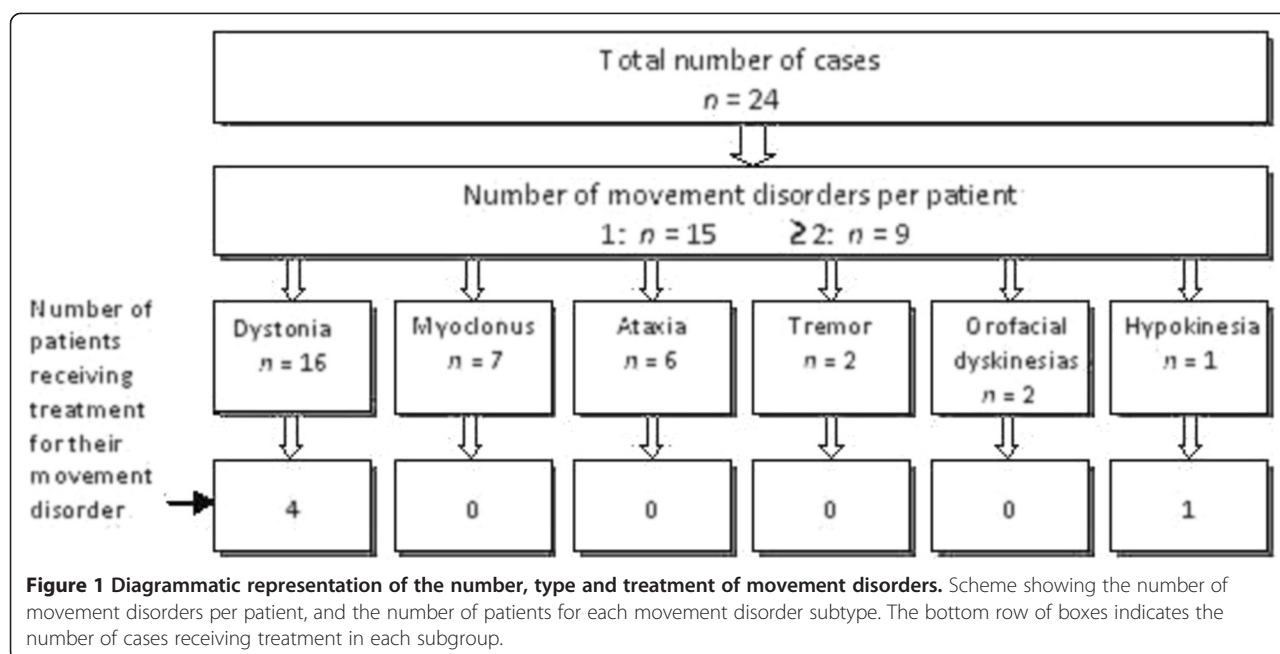 Total number of cases
n = 24
Number of movement disorders per patient
1: n = 15 ≥2: n = 9
Number of
patients
receiving
treatment
for their
movement
disorder
Dystonia
n = 16
Myoclonus
n = 7
Ataxia
n = 6
Tremor
n = 2
Orofacial
dyskinesias
n = 2
Hypokinesia
n = 1
4
0
0
0
0
1
Figure 1 Diagrammatic representation of the number, type and treatment of movement disorders. Scheme showing the number of
movement disorders per patient, and the number of patients for each movement disorder subtype. The bottom row of boxes indicates the
number of cases receiving treatment in each subgroup.